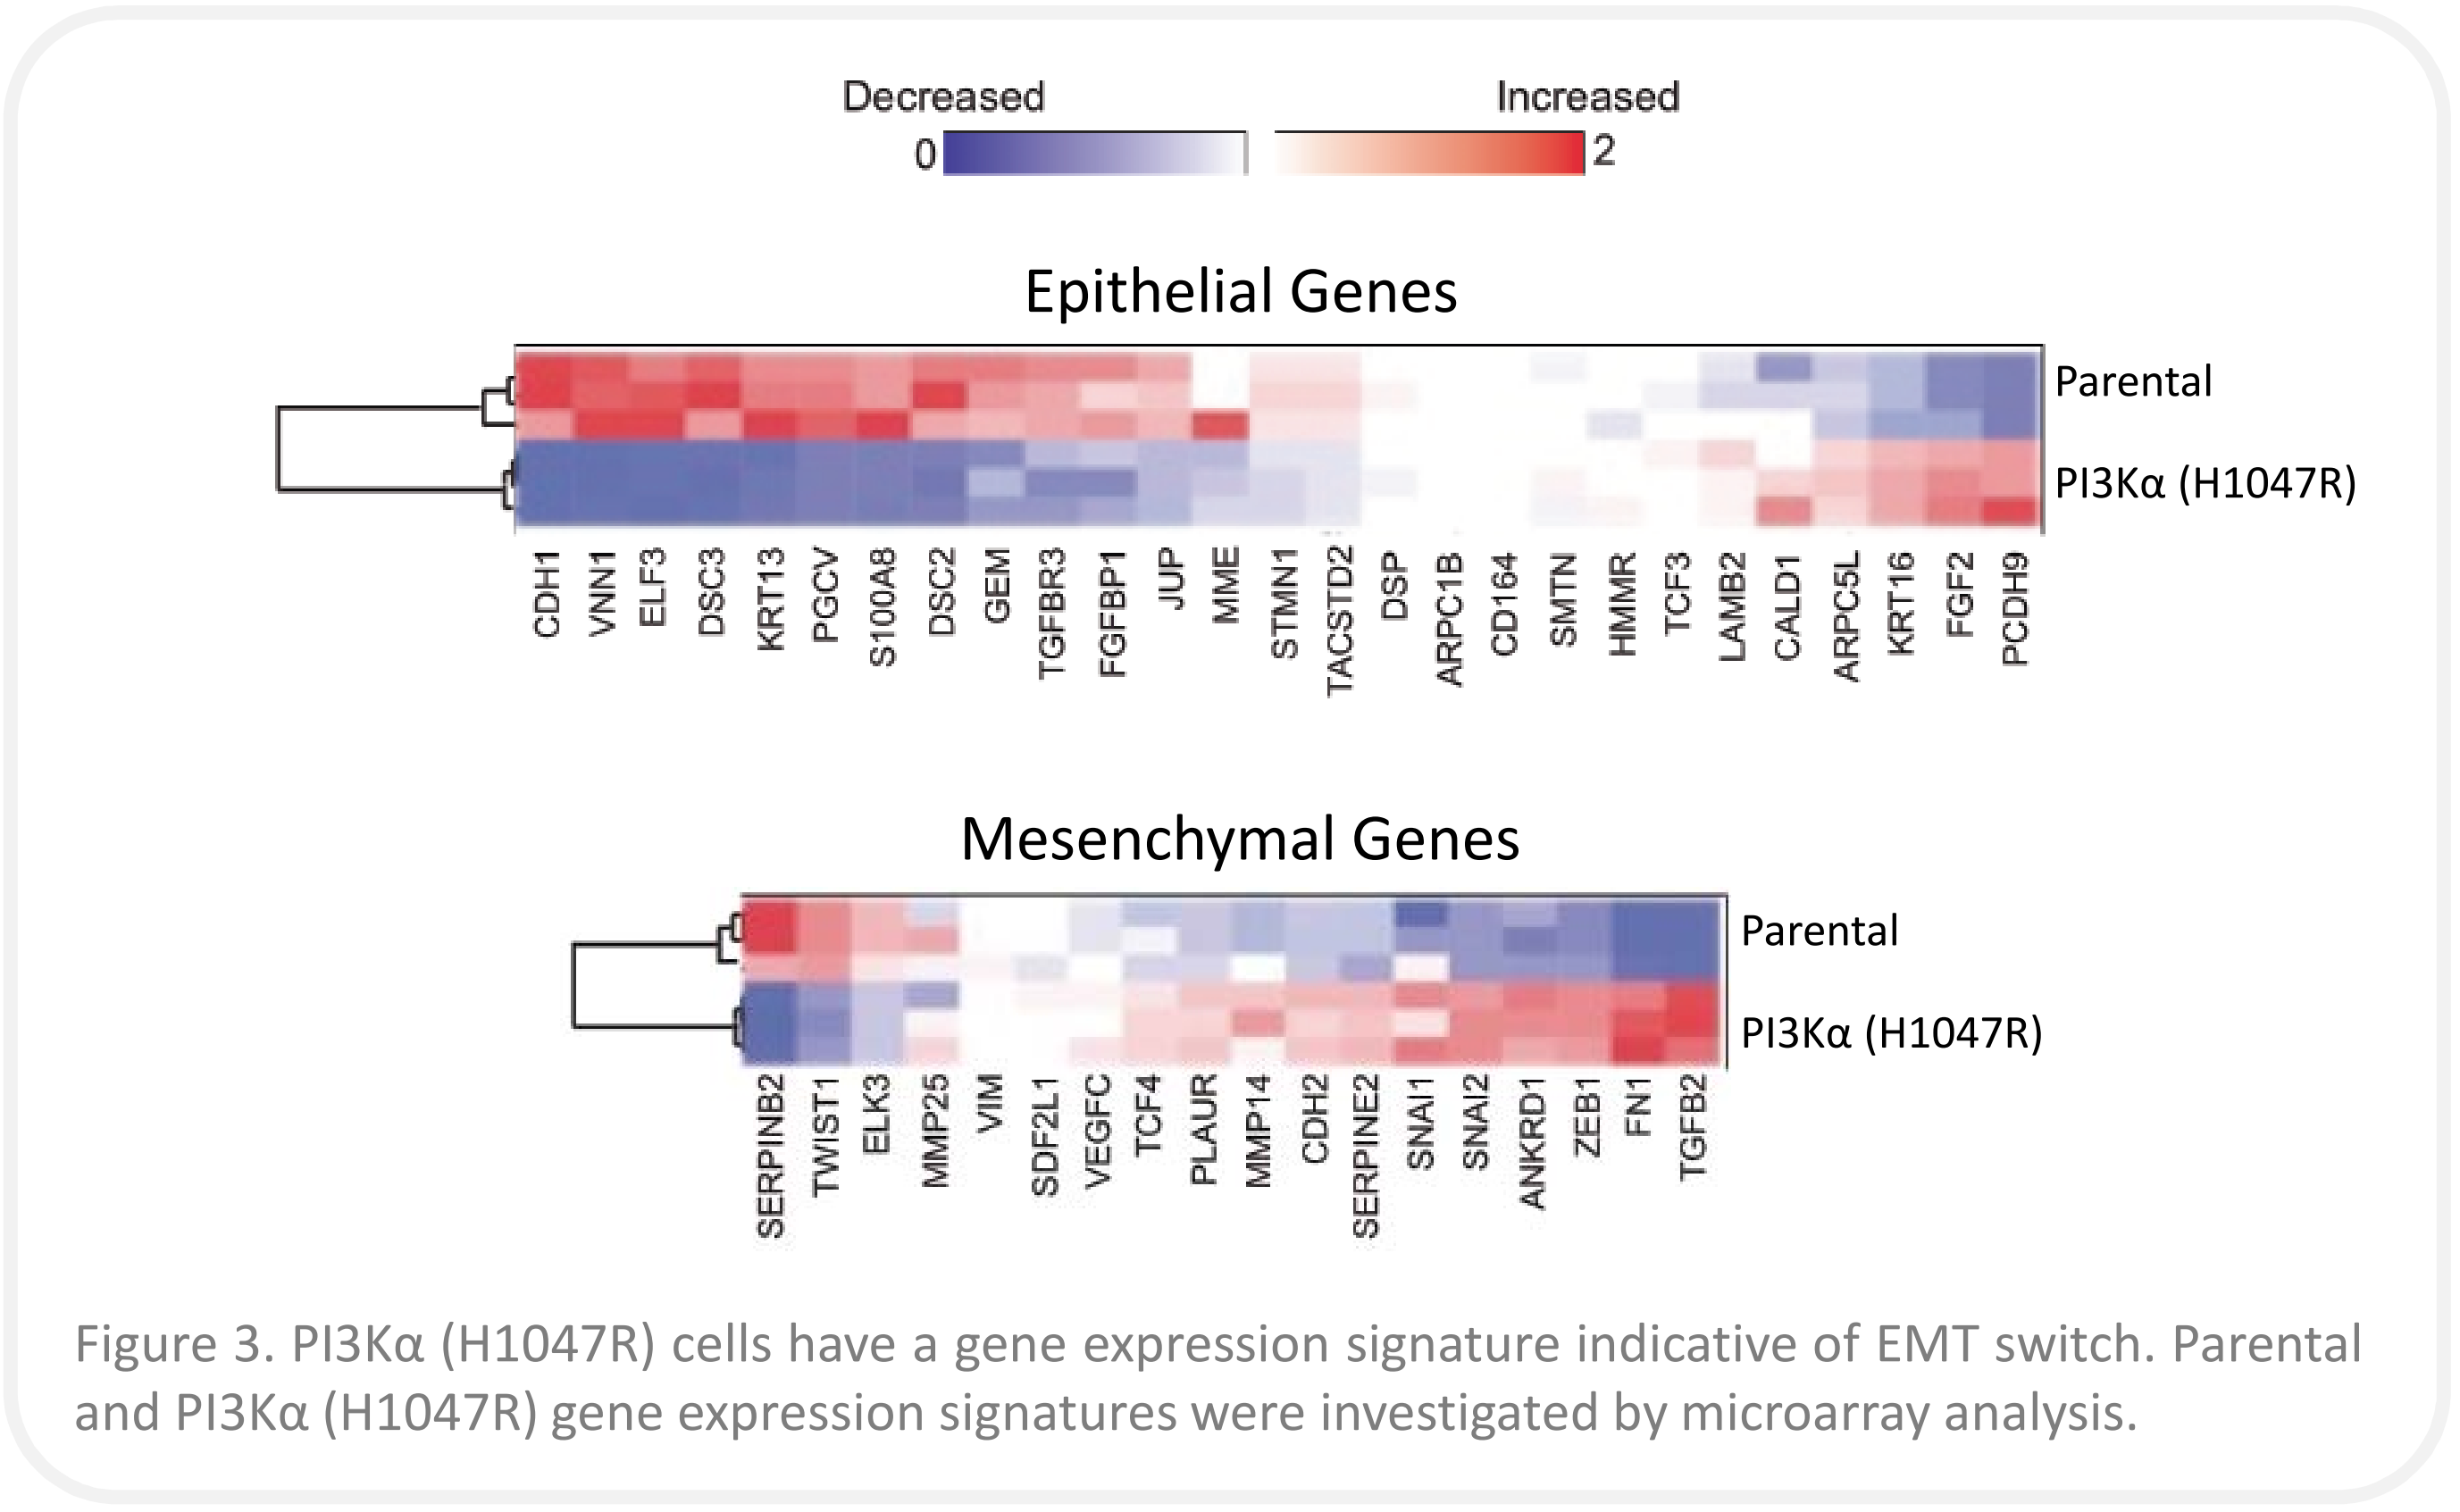 Decreased Increased
0 2
Epithelial Genes
Parental
PI3Kα (H1047R)
CDH1 VNN1 ELF3 DSC3 KRT13 PGCV S100A8 DSC2 GEM TGFBR3 FGFBP1 JUP MME STMN1 TACSTD2 DSP ARPC1B CD164 SMTN HMMR TCF3 LAMB2 CALD1 ARPC5L KRT16 FGF2 PCDH9
Mesenchymal Genes
Parental
PI3Kα (H1047R)
SERPINB2 TWIST1 ELK3 MMP25 VIM SDF2L1 VEGFC TCF4 PLAUR MMP14 CDH2 SERPINE2 SNAI1 SNAI2 ANKRD1 ZEB1 FN1 TGFB2
Figure 3. PI3Kα (H1047R) cells have a gene expression signature indicative of EMT switch. Parental
and PI3Kα (H1047R) gene expression signatures were investigated by microarray analysis.